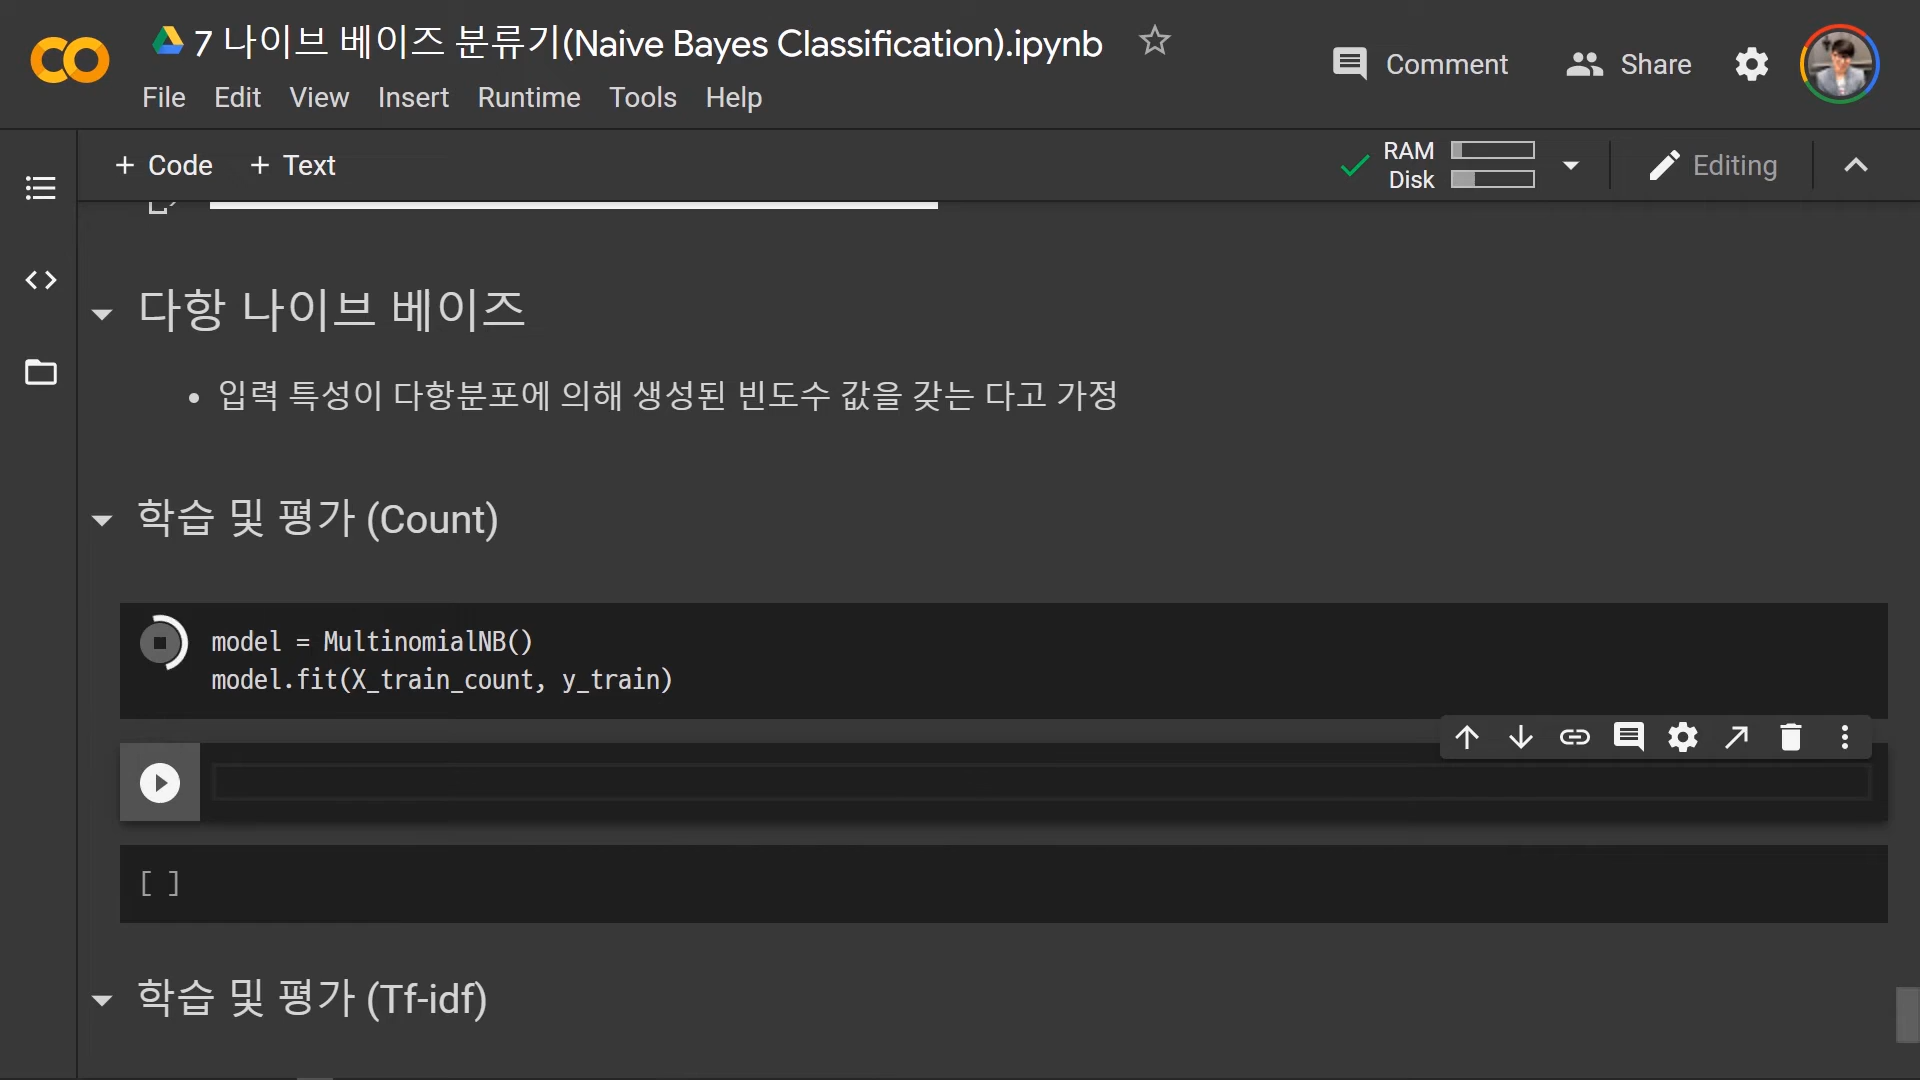 7 나이브 베이즈 분류기(Naive Bayes Classification).ipynb
Comment
Share
File Edit View Insert Runtime Tools Help
+ Code + Text
RAM
Disk
Editing
다항 나이브 베이즈
• 입력 특성이 다항분포에 의해 생성된 빈도수 값을 갖는 다고 가정
학습 및 평가 (Count)
model = MultinomialNB()
model.fit(X_train_count, y_train)
[ ]
학습 및 평가 (Tf-idf)